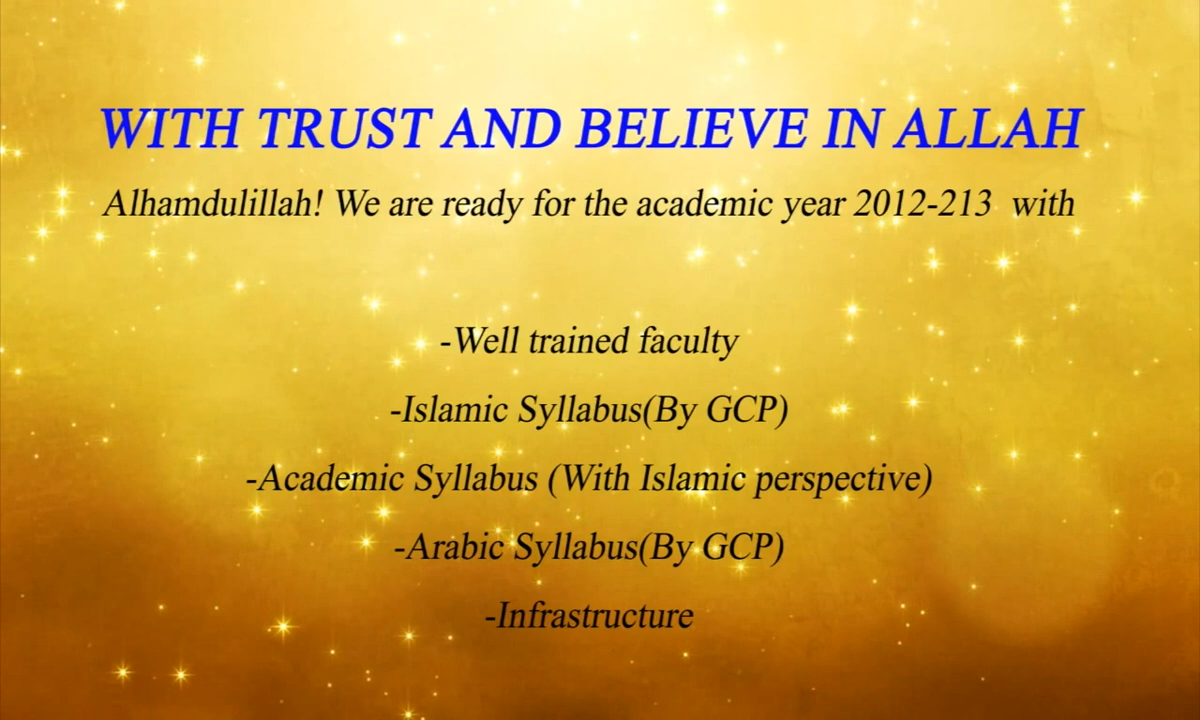 WITH TRUST AND BELIEVE IN ALLAH
Alhamdulillah! We are ready for the academic year 2012-213 with
-Well trained faculty
-Islamic Syllabus(By GCP)
-Academic Syllabus (With Islamic perspective)
-Arabic Syllabus(By GCP)
-Infrastructure